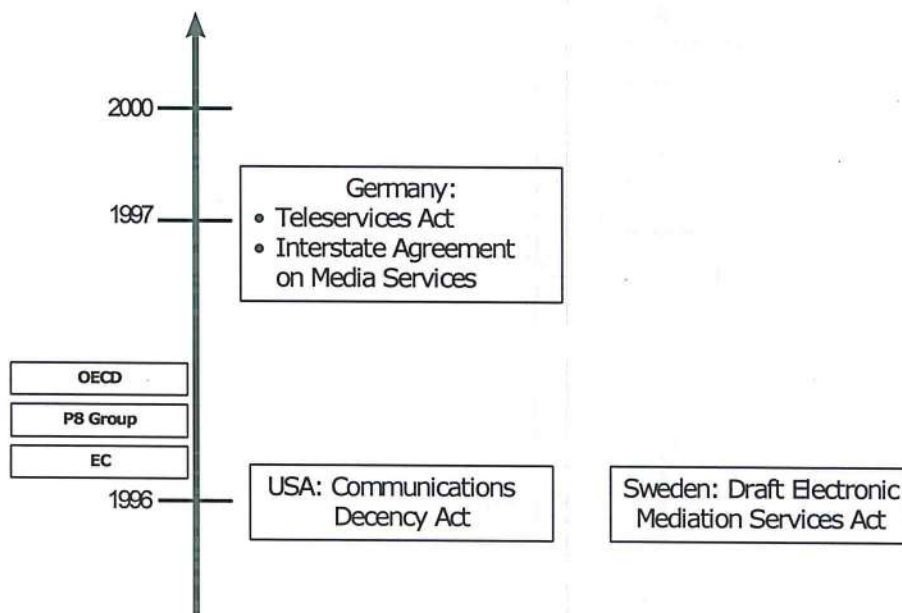 2000
1997
Germany:
• Teleservices Act
• Interstate Agreement
on Media Services
OECD
P8 Group
EC
1996
USA: Communications
Decency Act
Sweden: Draft Electronic
Mediation Services Act